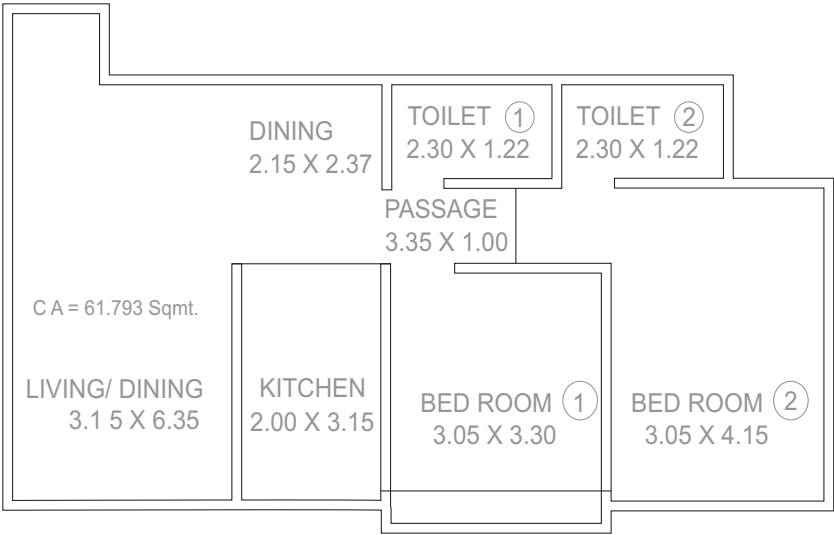 DINING
2.15 X 2.37
TOILET 1
2.30 X 1.22
TOILET 2
2.30 X 1.22
PASSAGE
3.35 X 1.00
C A = 61.793 Sqmt.
LIVING/ DINING
3.1 5 X 6.35
KITCHEN
2.00 X 3.15
BED ROOM 1
3.05 X 3.30
BED ROOM 2
3.05 X 4.15